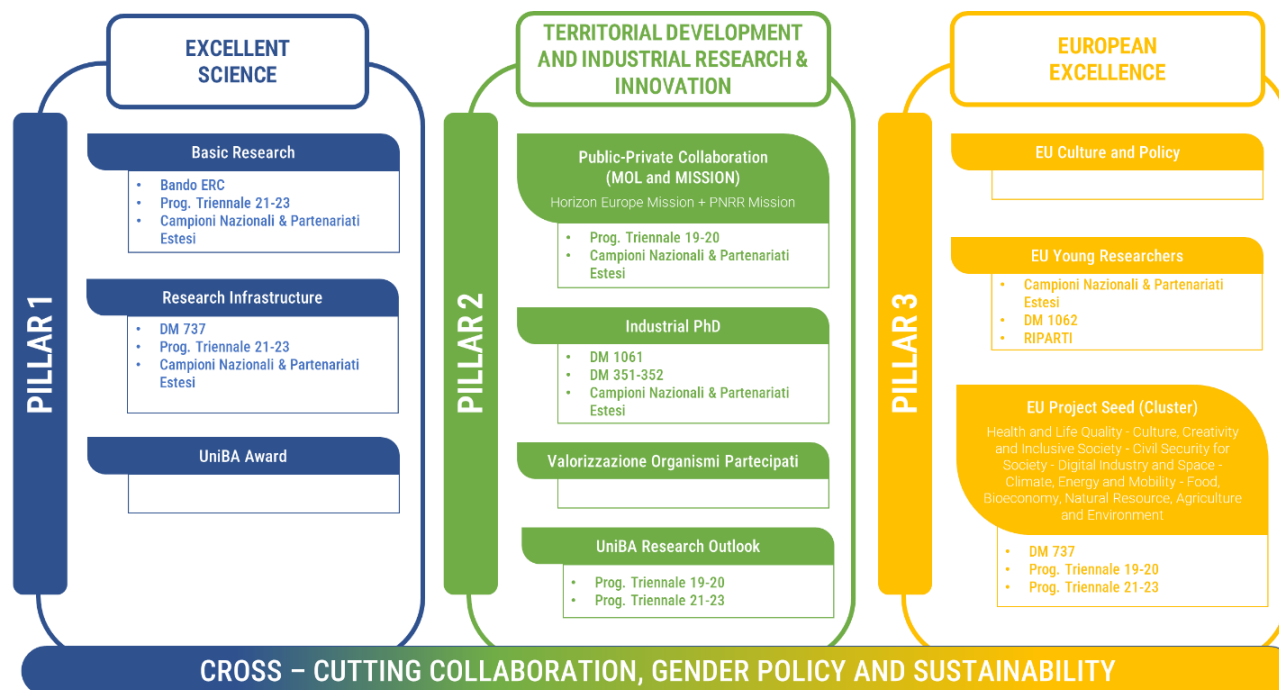 EXCELLENT
SCIENCE
PILLAR 1
Basic Research
• Bando ERC
• Prog. Triennale 21-23
• Campioni Nazionali & Partenariati
Estesi
Research Infrastructure
• DM 737
• Prog. Triennale 21-23
• Campioni Nazionali & Partenariati
Estesi
UniBA Award
TERRITORIAL DEVELOPMENT
AND INDUSTRIAL RESEARCH &
INNOVATION
PILLAR 2
Public-Private Collaboration
(MOL and MISSION)
Horizon Europe Mission + PNRR Mission
• Prog. Triennale 19-20
• Campioni Nazionali & Partenariati
Estesi
Industrial PhD
• DM 1061
• DM 351-352
• Campioni Nazionali & Partenariati
Estesi
Valorizzazione Organismi Partecipati
UniBA Research Outlook
• Prog. Triennale 19-20
• Prog. Triennale 21-23
EUROPEAN
EXCELLENCE
PILLAR 3
EU Culture and Policy
EU Young Researchers
• Campioni Nazionali & Partenariati
Estesi
• DM 1062
• RIPARTI
EU Project Seed (Cluster)
Health and Life Quality - Culture, Creativity
and Inclusive Society - Civil Security for
Society - Digital Industry and Space -
Climate, Energy and Mobility - Food,
Bioeconomy, Natural Resource, Agriculture
and Environment
• DM 737
• Prog. Triennale 19-20
• Prog. Triennale 21-23
CROSS – CUTTING COLLABORATION, GENDER POLICY AND SUSTAINABILITY